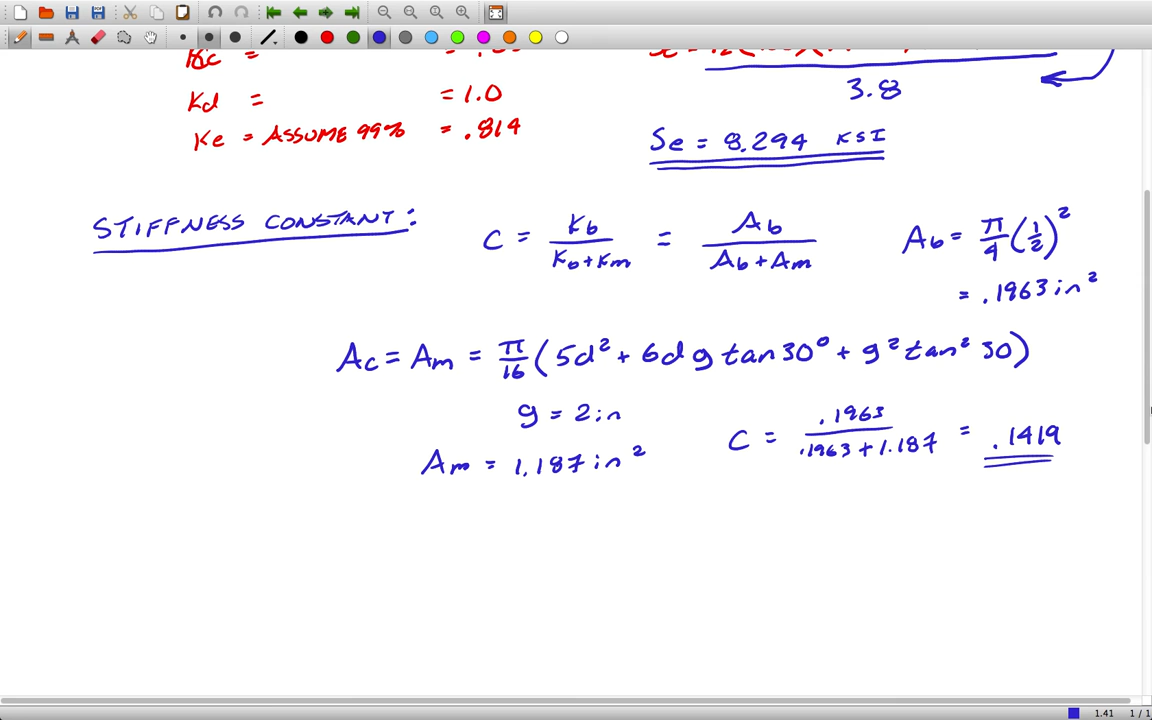 Kc =
Kd = = 1.0
Ke = ASSUME 99% = .814
3.8
Se = 8.294 KSI
STIFFNESS CONSTANT:
C = Kb / Kb+Km = Ab / Ab+Am
Ab = π/4 (1/2)²
= .1963 in²
Ac = Am = π/16 (5d² + 6dg tan 30° + g² tan² 30)
g = 2 in
Am = 1.187 in²
C = .1963 / .1963+1.187 = .1419
1.41 1 / 1